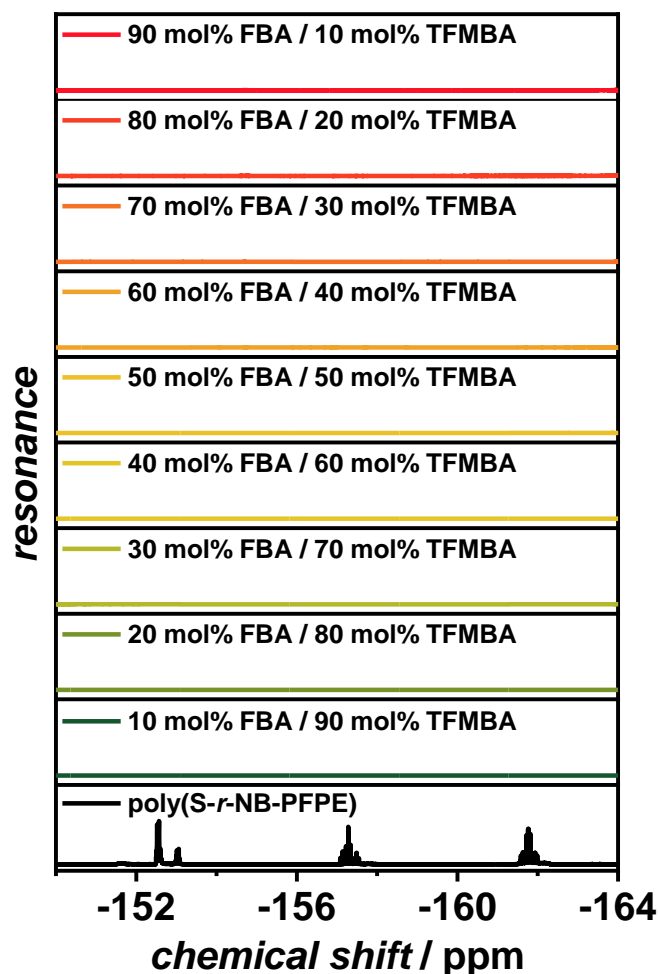 90 mol% FBA / 10 mol% TFMBA
80 mol% FBA / 20 mol% TFMBA
70 mol% FBA / 30 mol% TFMBA
60 mol% FBA / 40 mol% TFMBA
50 mol% FBA / 50 mol% TFMBA
40 mol% FBA / 60 mol% TFMBA
30 mol% FBA / 70 mol% TFMBA
20 mol% FBA / 80 mol% TFMBA
10 mol% FBA / 90 mol% TFMBA
poly(S-r-NB-PFPE)
resonance
-152 -156 -160 -164
chemical shift / ppm